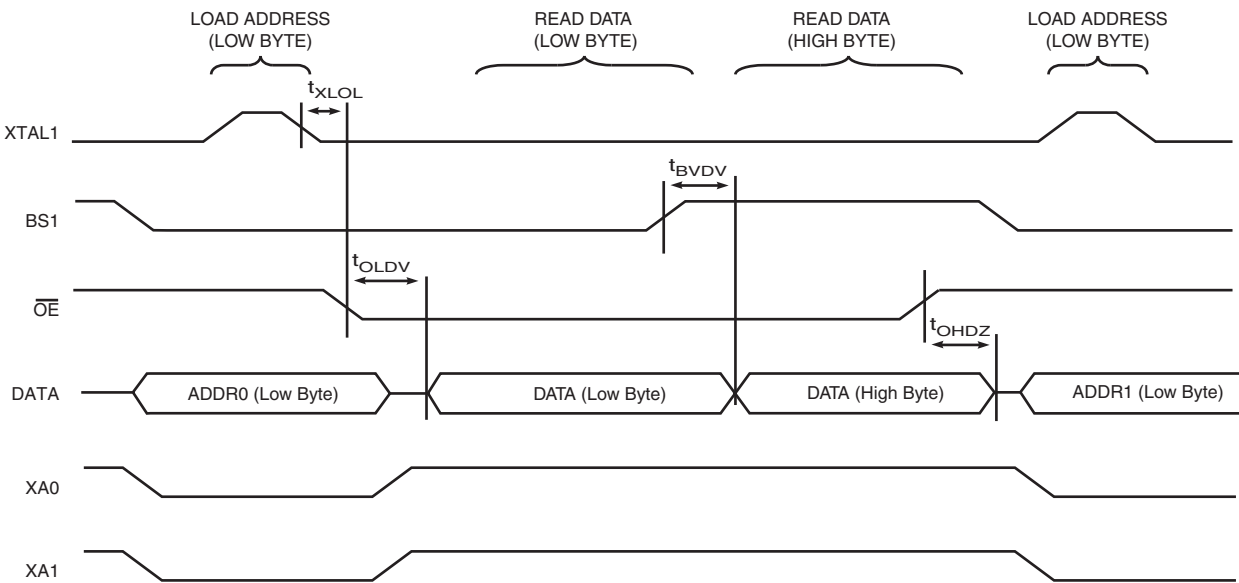 LOAD ADDRESS
(LOW BYTE)
READ DATA
(LOW BYTE)
READ DATA
(HIGH BYTE)
LOAD ADDRESS
(LOW BYTE)
tXLOL
XTAL1
tBVDV
BS1
tOLDV
OE
tOHDZ
DATA
ADDR0 (Low Byte)
DATA (Low Byte)
DATA (High Byte)
ADDR1 (Low Byte)
XA0
XA1